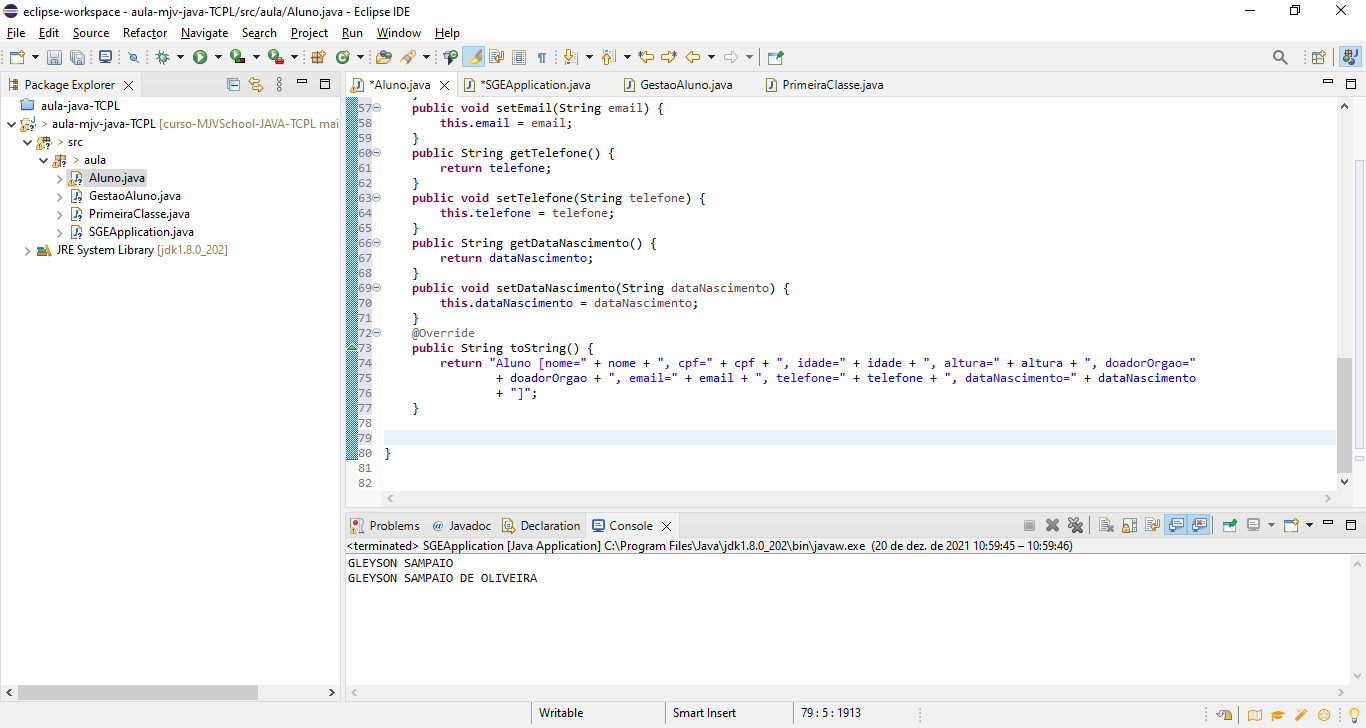 eclipse-workspace - aula-mjv-java-TCPL/src/aula/Aluno.java - Eclipse IDE
File Edit Source Refactor Navigate Search Project Run Window Help
Package Explorer
aula-java-TCPL
> aula-mjv-java-TCPL [curso-MJVSchool-JAVA-TCPL mai
> src
> aula
Aluno.java
GestaoAluno.java
PrimeiraClasse.java
SGEApplication.java
JRE System Library [jdk1.8.0_202]
*Aluno.java *SGEApplication.java GestaoAluno.java PrimeiraClasse.java
57 public void setEmail(String email) {
58 this.email = email;
59 }
60 public String getTelefone() {
61 return telefone;
62 }
63 public void setTelefone(String telefone) {
64 this.telefone = telefone;
65 }
66 public String getDataNascimento() {
67 return dataNascimento;
68 }
69 public void setDataNascimento(String dataNascimento) {
70 this.dataNascimento = dataNascimento;
71 }
72 @Override
73 public String toString() {
74 return "Aluno [nome=" + nome + ", cpf=" + cpf + ", idade=" + idade + ", altura=" + altura + ", doadorOrgao="
75 + doadorOrgao + ", email=" + email + ", telefone=" + telefone + ", dataNascimento=" + dataNascimento
76 + "]";
77 }
78
79
80 }
81
82
Problems @ Javadoc Declaration Console
<terminated> SGEApplication [Java Application] C:\Program Files\Java\jdk1.8.0_202\bin\javaw.exe (20 de dez. de 2021 10:59:45 – 10:59:46)
GLEYSON SAMPAIO
GLEYSON SAMPAIO DE OLIVEIRA
Writable Smart Insert 79 : 5 : 1913